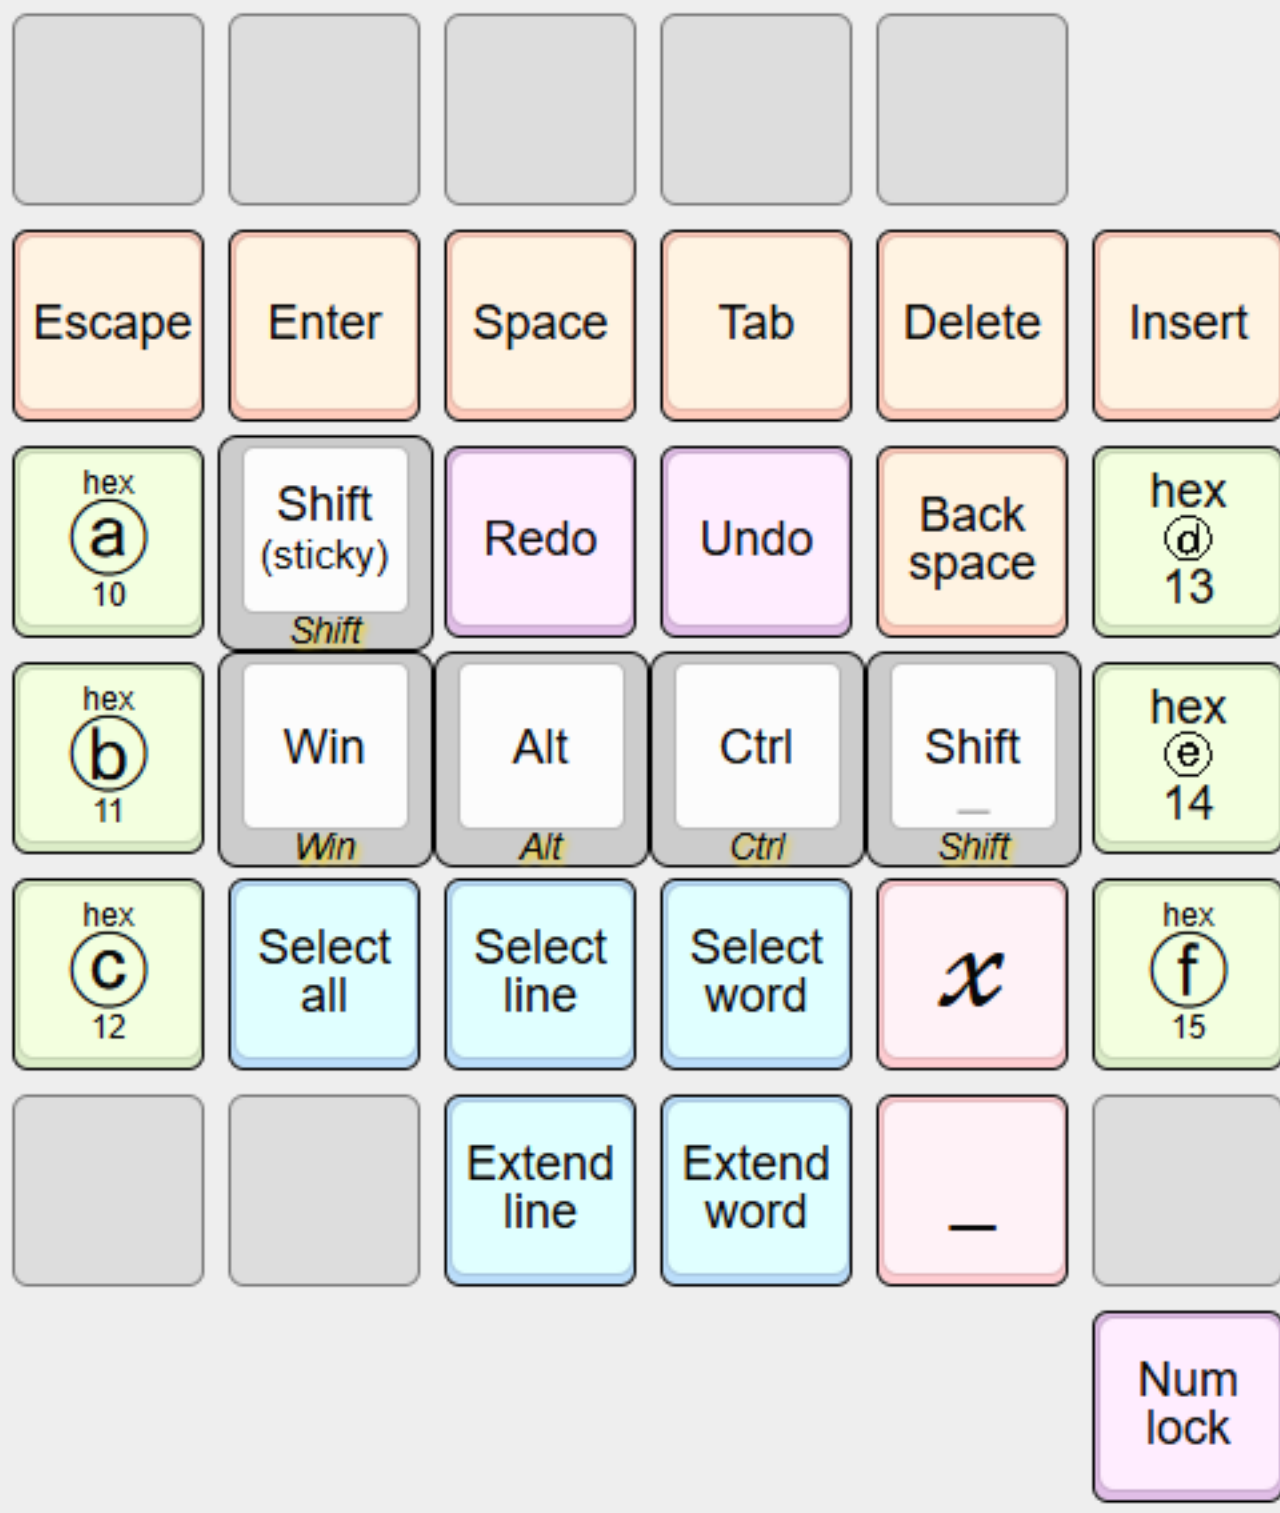 Escape
Enter
Space
Tab
Delete
Insert
hex
ⓐ
10
Shift
(sticky)
Shift
Redo
Undo
Back
space
hex
ⓓ
13
hex
ⓑ
11
Win
Win
Alt
Alt
Ctrl
Ctrl
Shift
_
Shift
hex
ⓔ
14
hex
ⓒ
12
Select
all
Select
line
Select
word
𝒙
hex
ⓕ
15
Extend
line
Extend
word
_
Num
lock